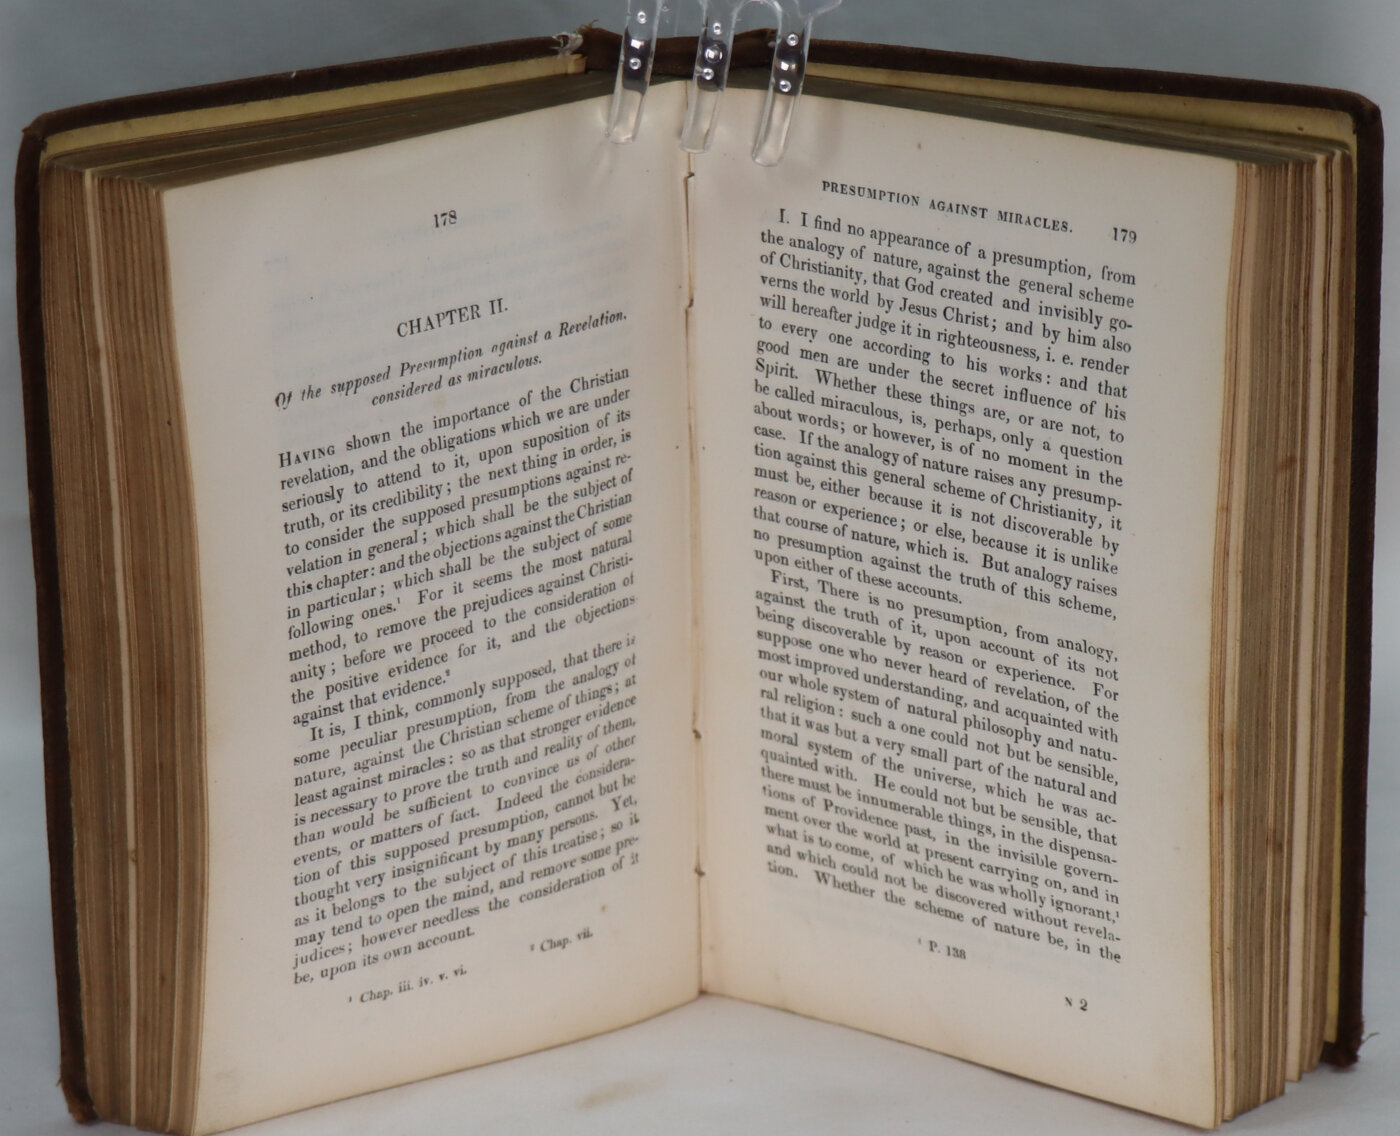 178
CHAPTER II.
Of the supposed Presumption against a Revelation,
considered as miraculous.
HAVING shown the importance of the Christian
revelation, and the obligations which we are under
seriously to attend to it, upon suposition of its
truth, or its credibility; the next thing in order, is
to consider the supposed presumptions against re-
velation in general; which shall be the subject of
this chapter: and the objections against the Christian
in particular; which shall be the subject of some
following ones.¹ For it seems the most natural
method, to remove the prejudices against Christi-
anity; before we proceed to the consideration of
the positive evidence for it, and the objections
against that evidence.²
It is, I think, commonly supposed, that there is
some peculiar presumption, from the analogy of
nature, against the Christian scheme of things; at
least against miracles: so as that stronger evidence
is necessary to prove the truth and reality of them,
than would be sufficient to convince us of other
events, or matters of fact. Indeed the considera-
tion of this supposed presumption, cannot but be
thought very insignificant by many persons. Yet,
as it belongs to the subject of this treatise; so it
may tend to open the mind, and remove some pre-
judices; however needless the consideration of it
be, upon its own account.
¹ Chap. iii. iv. v. vi.
² Chap. vii.
PRESUMPTION AGAINST MIRACLES. 179
I. I find no appearance of a presumption, from
the analogy of nature, against the general scheme
of Christianity, that God created and invisibly go-
verns the world by Jesus Christ; and by him also
will hereafter judge it in righteousness, i. e. render
to every one according to his works: and that
good men are under the secret influence of his
Spirit. Whether these things are, or are not, to
be called miraculous, is, perhaps, only a question
about words; or however, is of no moment in the
case. If the analogy of nature raises any presump-
tion against this general scheme of Christianity, it
must be, either because it is not discoverable by
reason or experience; or else, because it is unlike
that course of nature, which is. But analogy raises
no presumption against the truth of this scheme,
upon either of these accounts.
First, There is no presumption, from analogy,
against the truth of it, upon account of its not
being discoverable by reason or experience. For
suppose one who never heard of revelation, of the
most improved understanding, and acquainted with
our whole system of natural philosophy and natu-
ral religion: such a one could not but be sensible,
that it was but a very small part of the natural and
moral system of the universe, which he was ac-
quainted with. He could not but be sensible, that
there must be innumerable things, in the dispensa-
tions of Providence past, in the invisible govern-
ment over the world at present carrying on, and in
what is to come, of which he was wholly ignorant,¹
and which could not be discovered without revela-
tion. Whether the scheme of nature be, in the
¹ P. 138
N 2